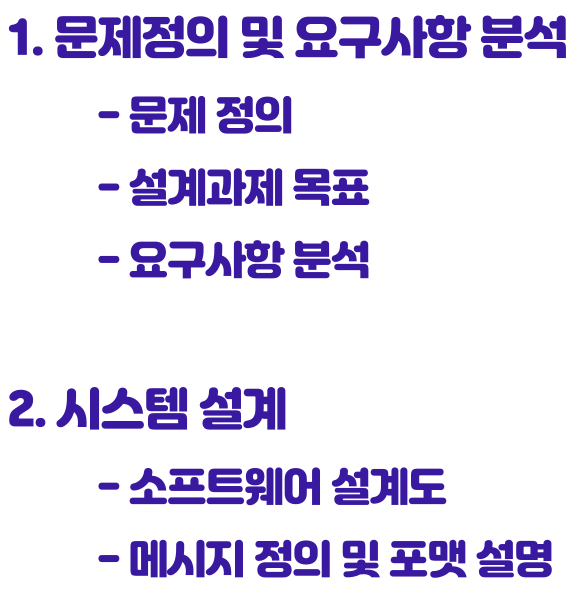 1. 문제정의 및 요구사항 분석
- 문제 정의
- 설계과제 목표
- 요구사항 분석
2. 시스템 설계
- 소프트웨어 설계도
- 메시지 정의 및 포맷 설명